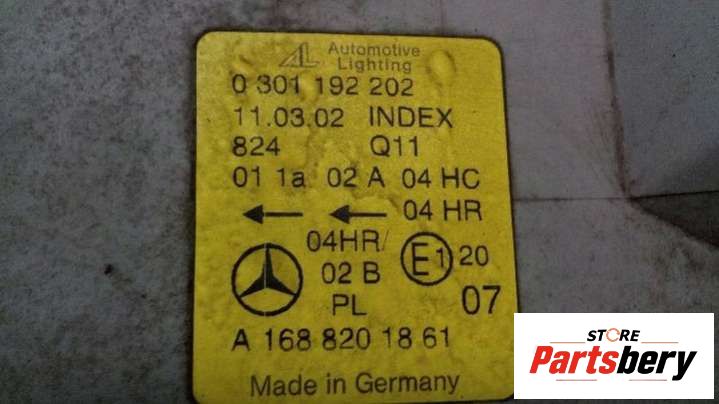 Automotive
Lighting
0 301 192 202
11.03.02 INDEX
824 Q11
01 1a 02 A 04 HC
04 HR
04HR/
02 B
PL
E1 20
07
A 168 820 18 61
Made in Germany
STORE
Partsbery